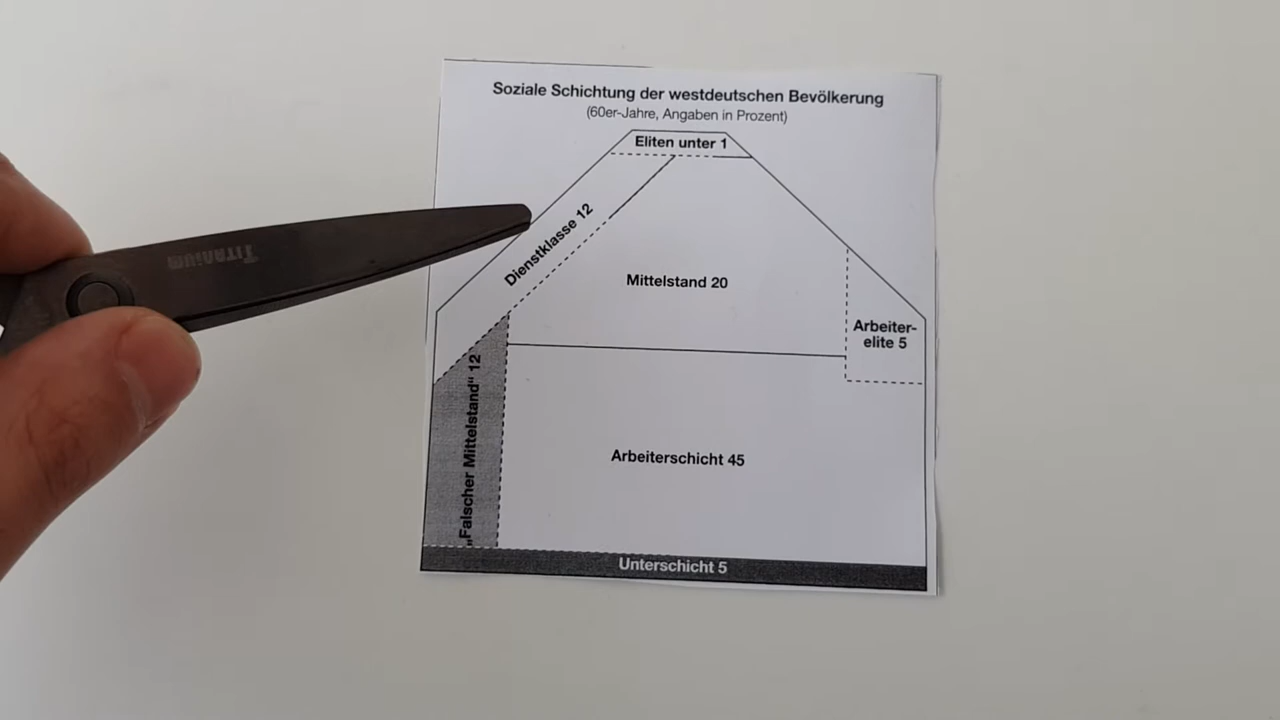 Soziale Schichtung der westdeutschen Bevölkerung
(60er-Jahre, Angaben in Prozent)
Eliten unter 1
Dienstklasse 12
Mittelstand 20
Arbeiter-
elite 5
„Falscher Mittelstand“ 12
Arbeiterschicht 45
Unterschicht 5
TITANIUM